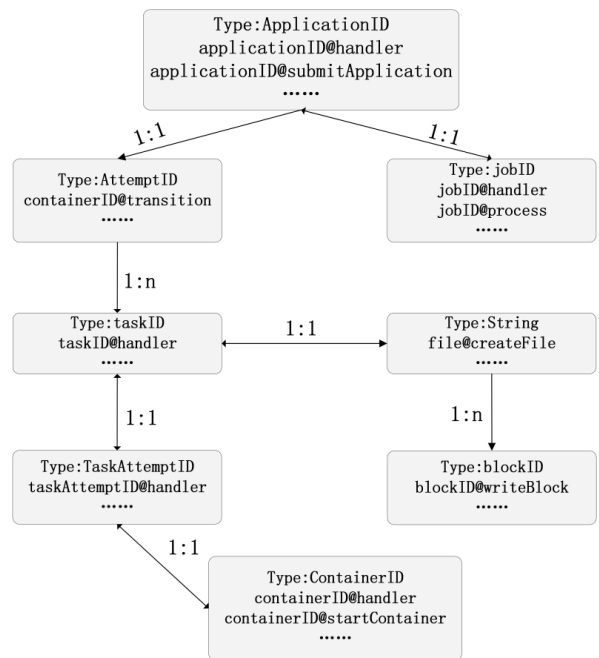 Type:ApplicationID
applicationID@handler
applicationID@submitApplication
……
1:1
1:1
Type:AttemptID
containerID@transition
……
Type:jobID
jobID@handler
jobID@process
……
1:n
Type:taskID
taskID@handler
……
1:1
Type:String
file@createFile
……
1:1
1:n
Type:TaskAttemptID
taskAttemptID@handler
……
Type:blockID
blockID@writeBlock
……
1:1
Type:ContainerID
containerID@handler
containerID@startContainer
……